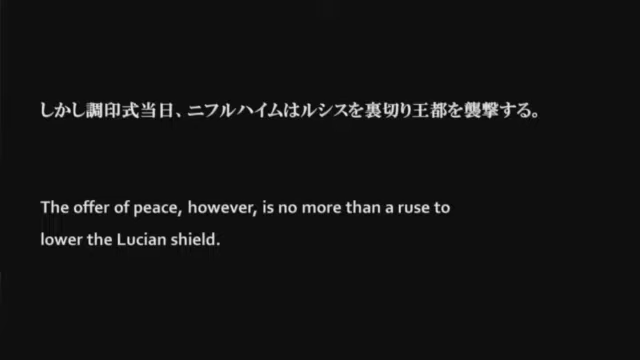 しかし調印式当日、ニフルハイムはルシスを裏切り王都を襲撃する。
The offer of peace, however, is no more than a ruse to
lower the Lucian shield.